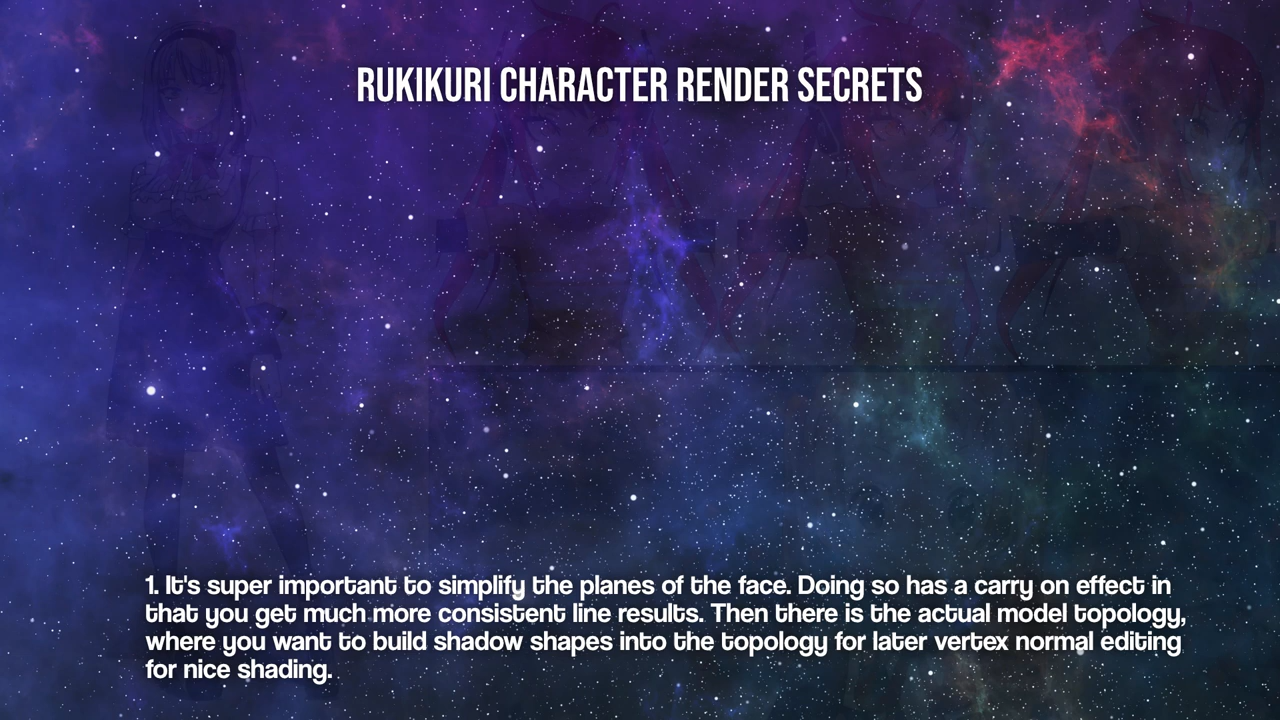 RUKIKURI CHARACTER RENDER SECRETS
1. It's super important to simplify the planes of the face. Doing so has a carry on effect in
that you get much more consistent line results. Then there is the actual model topology,
where you want to build shadow shapes into the topology for later vertex normal editing
for nice shading.